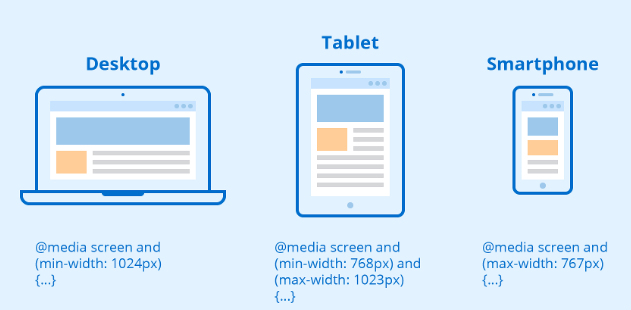 Desktop
@media screen and
(min-width: 1024px)
{...}
Tablet
@media screen and
(min-width: 768px) and
(max-width: 1023px)
{...}
Smartphone
@media screen and
(max-width: 767px)
{...}